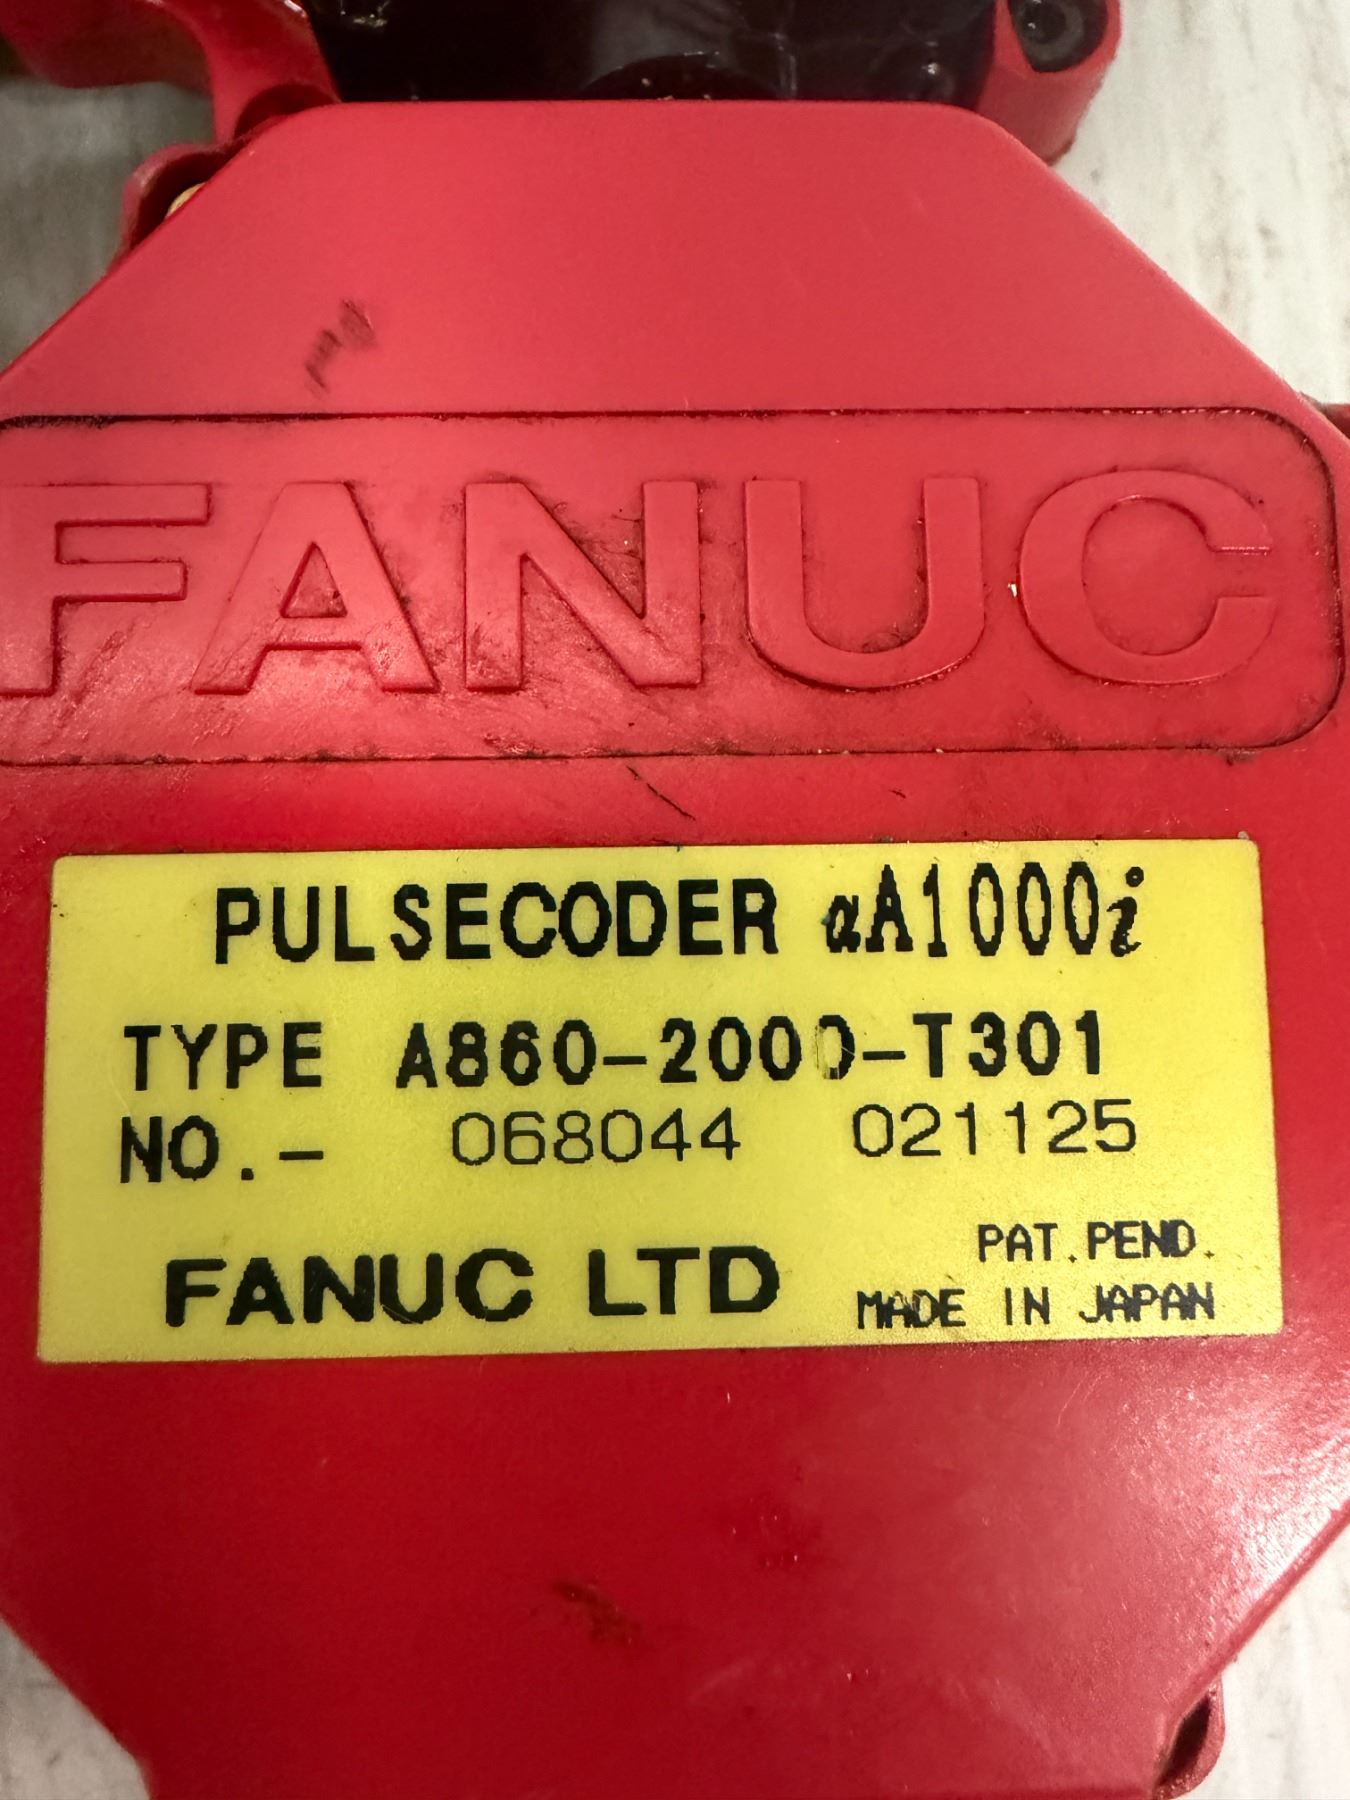 FANUC
PULSECODER αA1000i
TYPE A860-2000-T301
NO.- 068044 021125
FANUC LTD
PAT.PEND.
MADE IN JAPAN